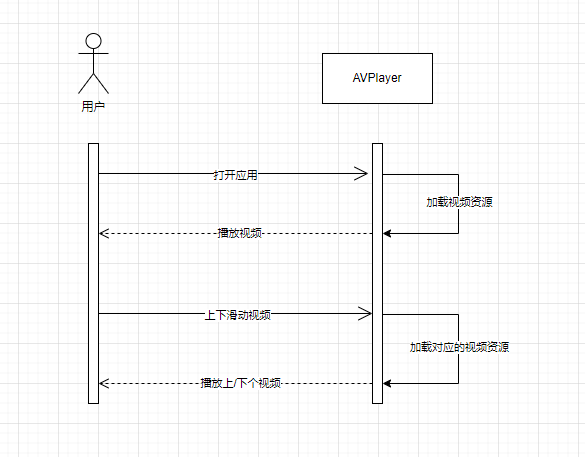 用户
AVPlayer
打开应用
加载视频资源
播放视频
上下滑动视频
加载对应的视频资源
播放上/下个视频